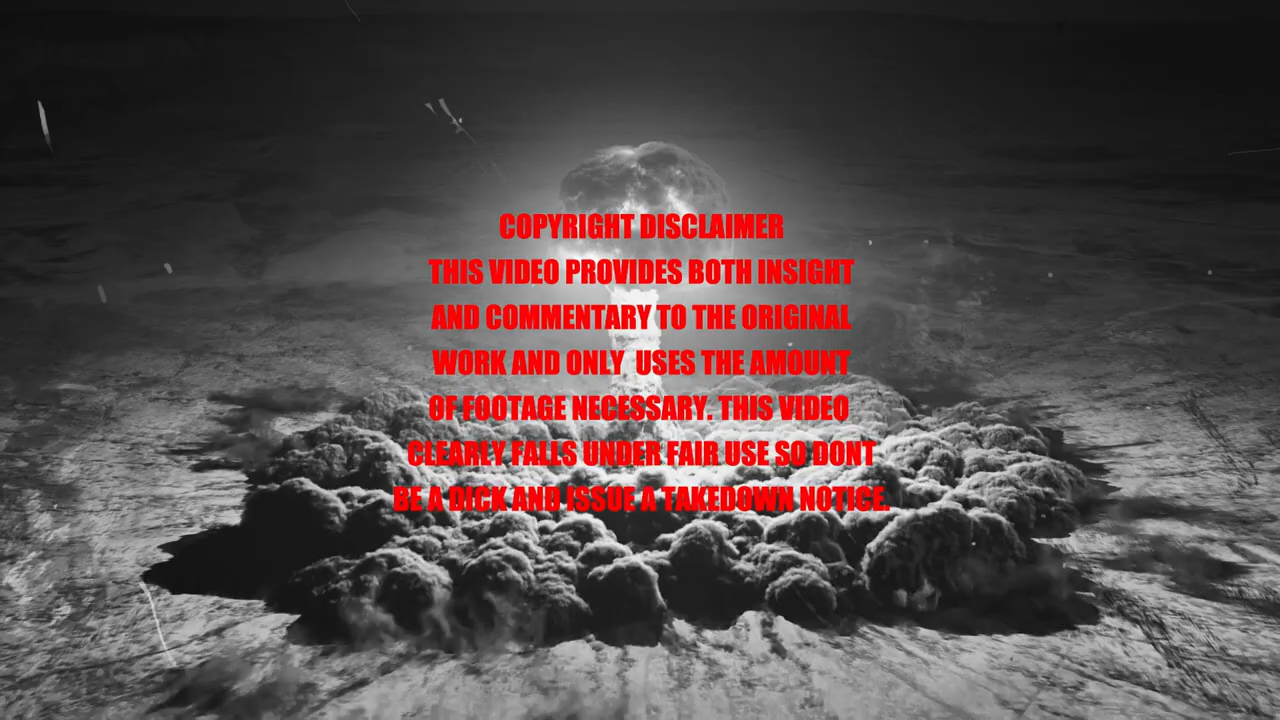 COPYRIGHT DISCLAIMER
THIS VIDEO PROVIDES BOTH INSIGHT
AND COMMENTARY TO THE ORIGINAL
WORK AND ONLY  USES THE AMOUNT
OF FOOTAGE NECESSARY. THIS VIDEO
CLEARLY FALLS UNDER FAIR USE SO DONT
BE A DICK AND ISSUE A TAKEDOWN NOTICE.